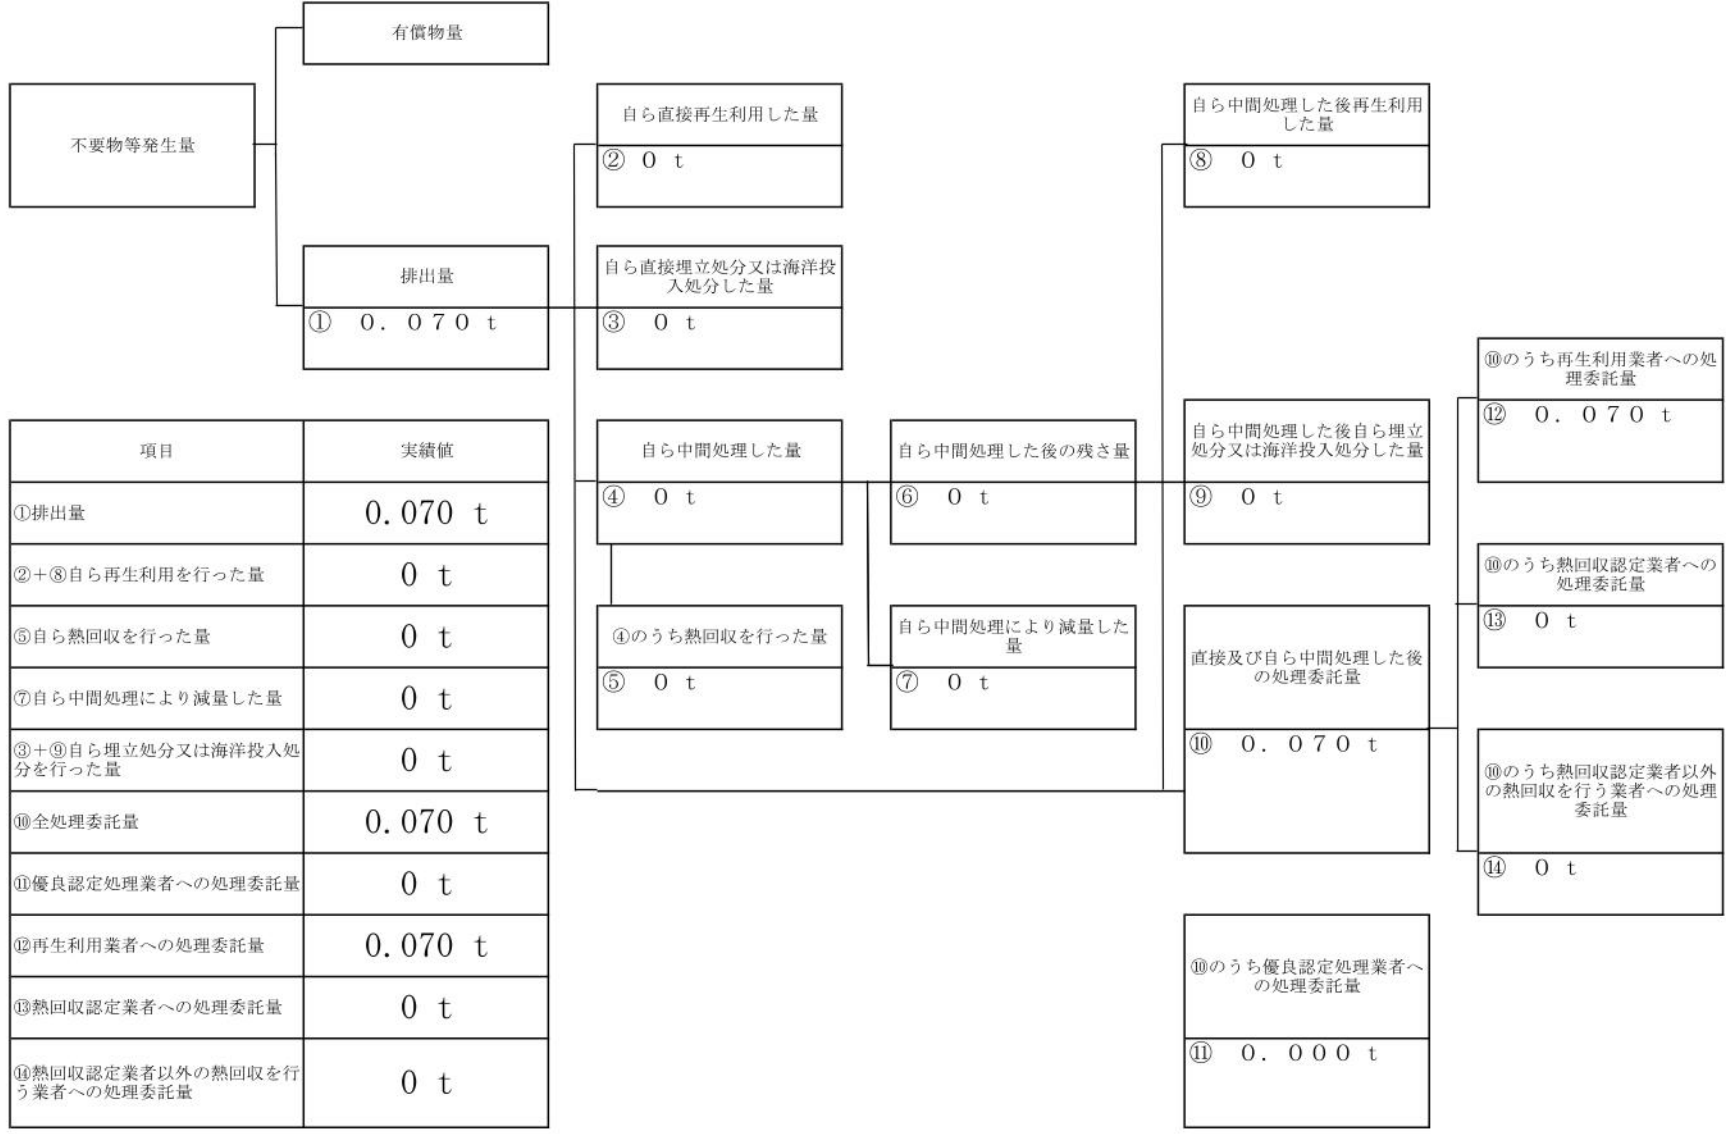 有償物量
不要物等発生量
自ら直接再生利用した量
② 0 t
自ら中間処理した後再生利用
した量
⑧ 0 t
排出量
① 0.070 t
自ら直接埋立処分又は海洋投
入処分した量
③ 0 t
⑩のうち再生利用業者への処
理委託量
⑫ 0.070 t
項目 実績値
①排出量 0.070 t
②+⑧自ら再生利用を行った量 0 t
⑤自ら熱回収を行った量 0 t
⑦自ら中間処理により減量した量 0 t
③+⑨自ら埋立処分又は海洋投入処
分を行った量 0 t
⑩全処理委託量 0.070 t
⑪優良認定処理業者への処理委託量 0 t
⑫再生利用業者への処理委託量 0.070 t
⑬熱回収認定業者への処理委託量 0 t
⑭熱回収認定業者以外の熱回収を行
う業者への処理委託量 0 t
自ら中間処理した量
④ 0 t
自ら中間処理した後の残さ量
⑥ 0 t
自ら中間処理した後自ら埋立
処分又は海洋投入処分した量
⑨ 0 t
④のうち熱回収を行った量
⑤ 0 t
自ら中間処理により減量した
量
⑦ 0 t
直接及び自ら中間処理した後
の処理委託量
⑩ 0.070 t
⑩のうち熱回収認定業者への
処理委託量
⑬ 0 t
⑩のうち熱回収認定業者以外
の熱回収を行う業者への処理
委託量
⑭ 0 t
⑩のうち優良認定処理業者へ
の処理委託量
⑪ 0.000 t